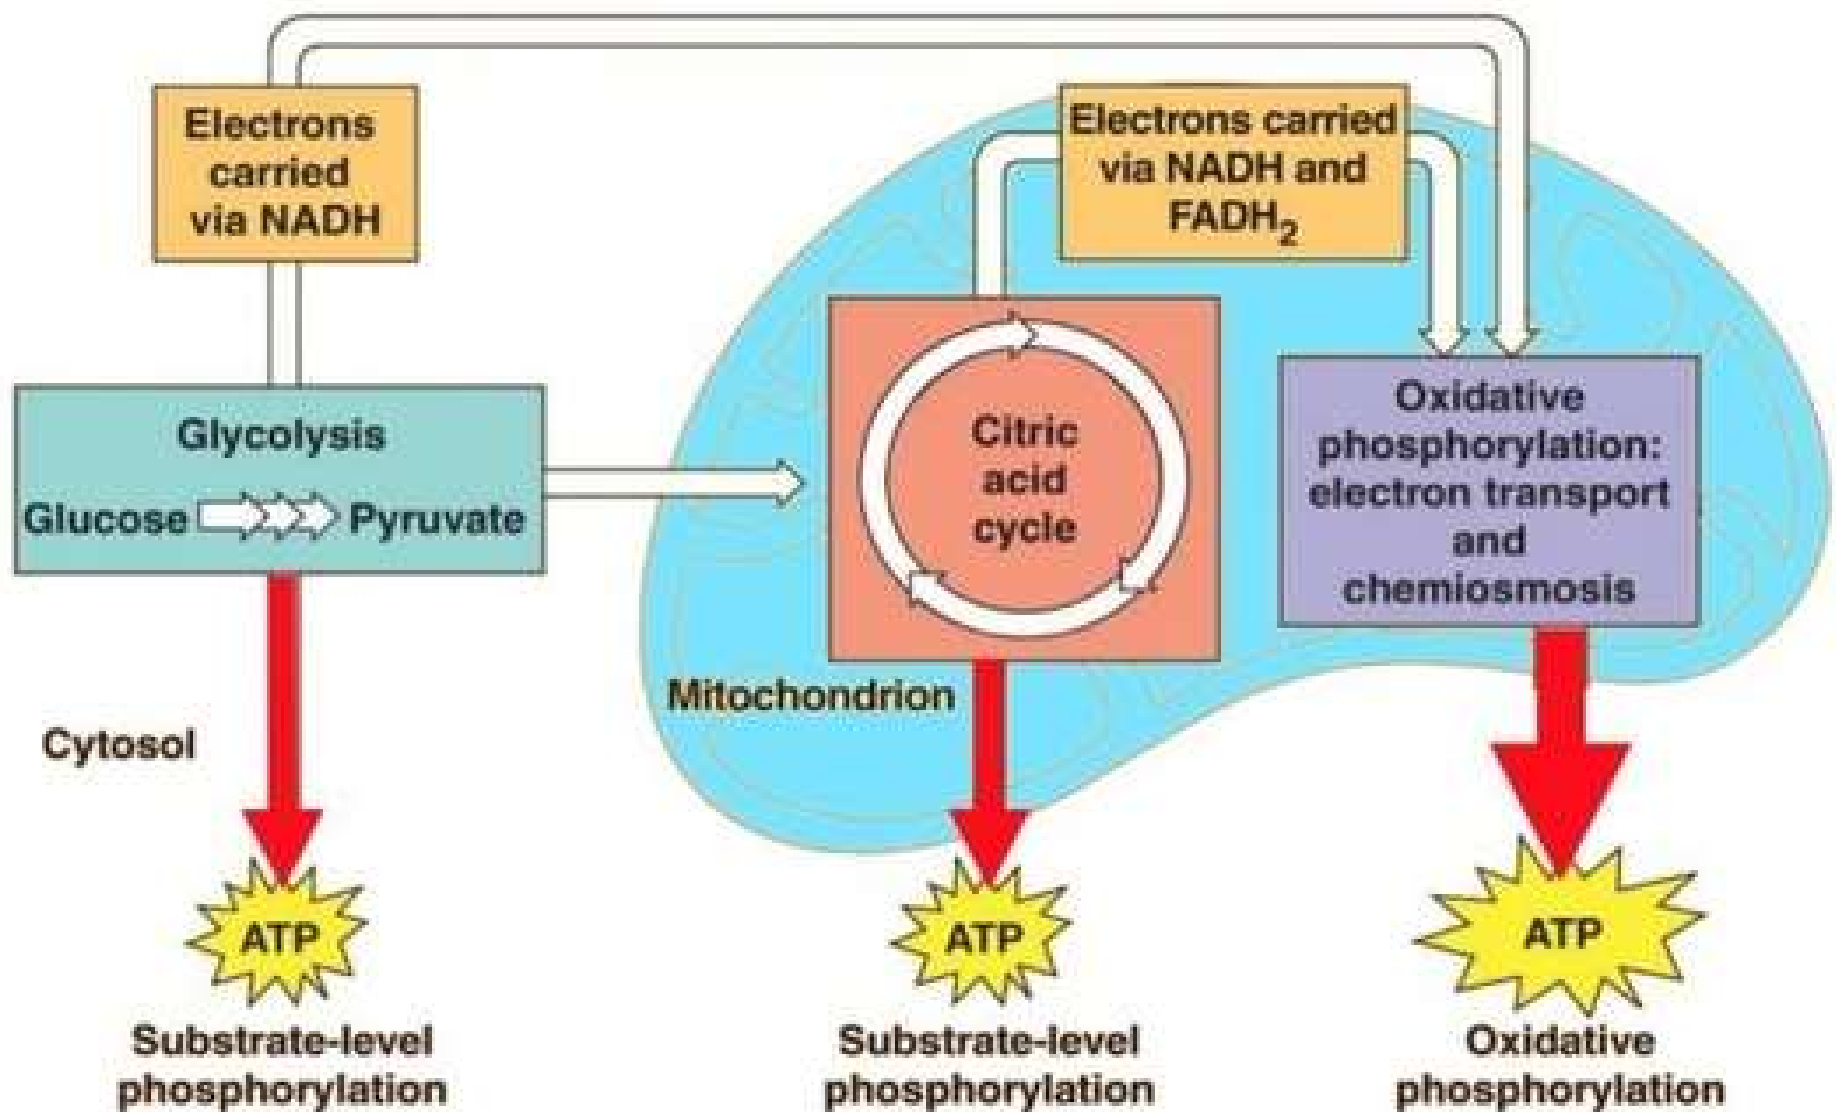 Electrons
carried
via NADH
Electrons carried
via NADH and
FADH₂
Glycolysis
Glucose Pyruvate
Citric
acid
cycle
Oxidative
phosphorylation:
electron transport
and
chemiosmosis
Mitochondrion
Cytosol
ATP
ATP
ATP
Substrate-level
phosphorylation
Substrate-level
phosphorylation
Oxidative
phosphorylation